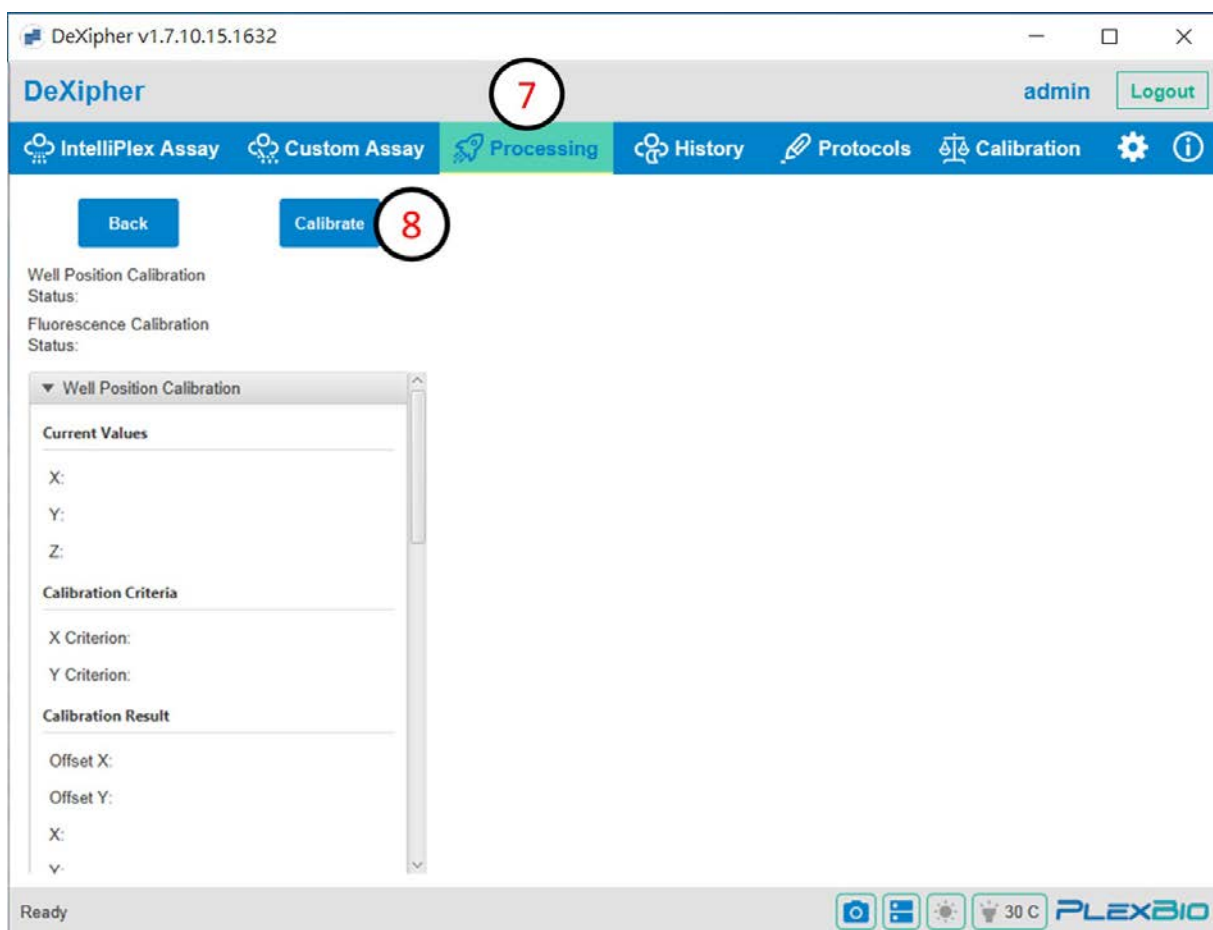 DeXipher v1.7.10.15.1632
DeXipher
7
admin
Logout
IntelliPlex Assay
Custom Assay
Processing
History
Protocols
Calibration
Back
Calibrate
8
Well Position Calibration
Status:
Fluorescence Calibration
Status:
Well Position Calibration
Current Values
X:
Y:
Z:
Calibration Criteria
X Criterion:
Y Criterion:
Calibration Result
Offset X:
Offset Y:
X:
Y:
Ready
30 C
PLEXBIO